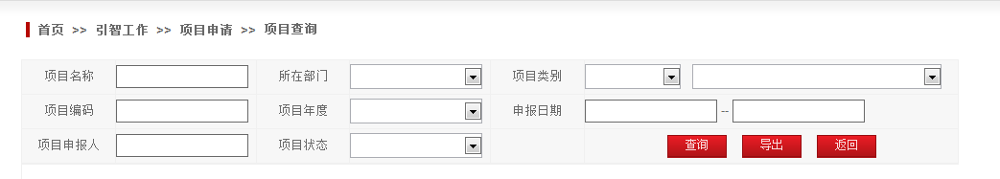 首页 >> 引智工作 >> 项目申请 >> 项目查询
项目名称 所在部门 项目类别
项目编码 项目年度 申报日期 --
项目申报人 项目状态 查询 导出 返回